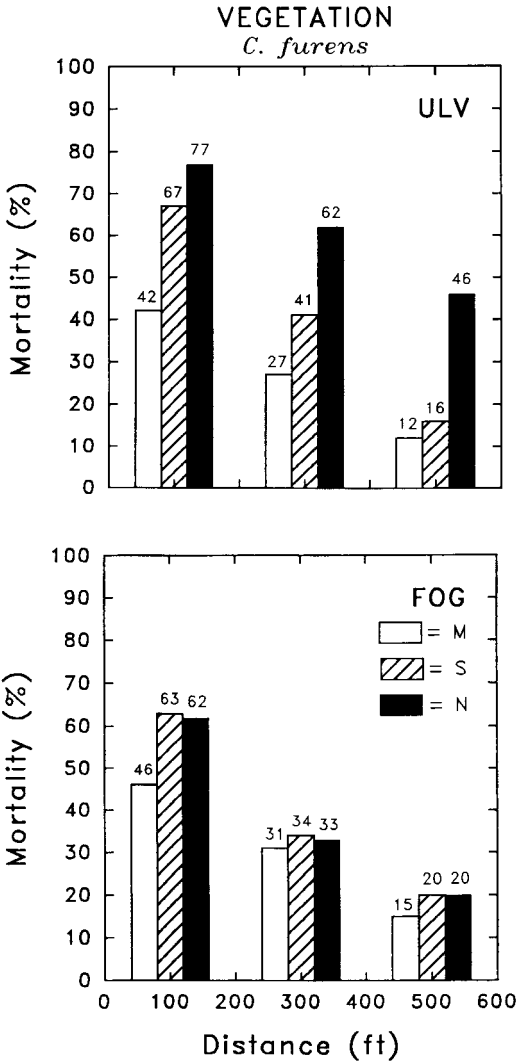 VEGETATION
C. furens
ULV
Mortality (%)
100
90
80
70
60
50
40
30
20
10
0
42 67 77
27 41 62
12 16 46
FOG
= M
= S
= N
Mortality (%)
100
90
80
70
60
50
40
30
20
10
0
46 63 62
31 34 33
15 20 20
0 100 200 300 400 500 600
Distance (ft)